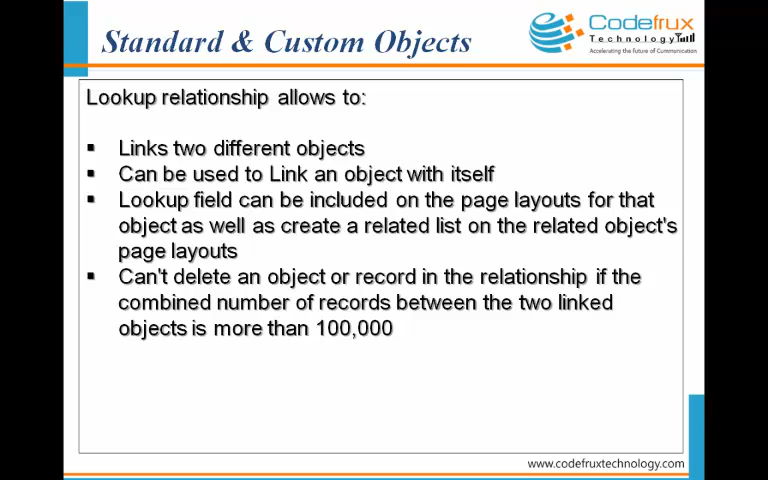 Standard & Custom Objects
Codefrux
Technology
Accelerating the future of Cummunication
Lookup relationship allows to:
▪ Links two different objects
▪ Can be used to Link an object with itself
▪ Lookup field can be included on the page layouts for that
object as well as create a related list on the related object's
page layouts
▪ Can't delete an object or record in the relationship if the
combined number of records between the two linked
objects is more than 100,000
www.codefruxtechnology.com